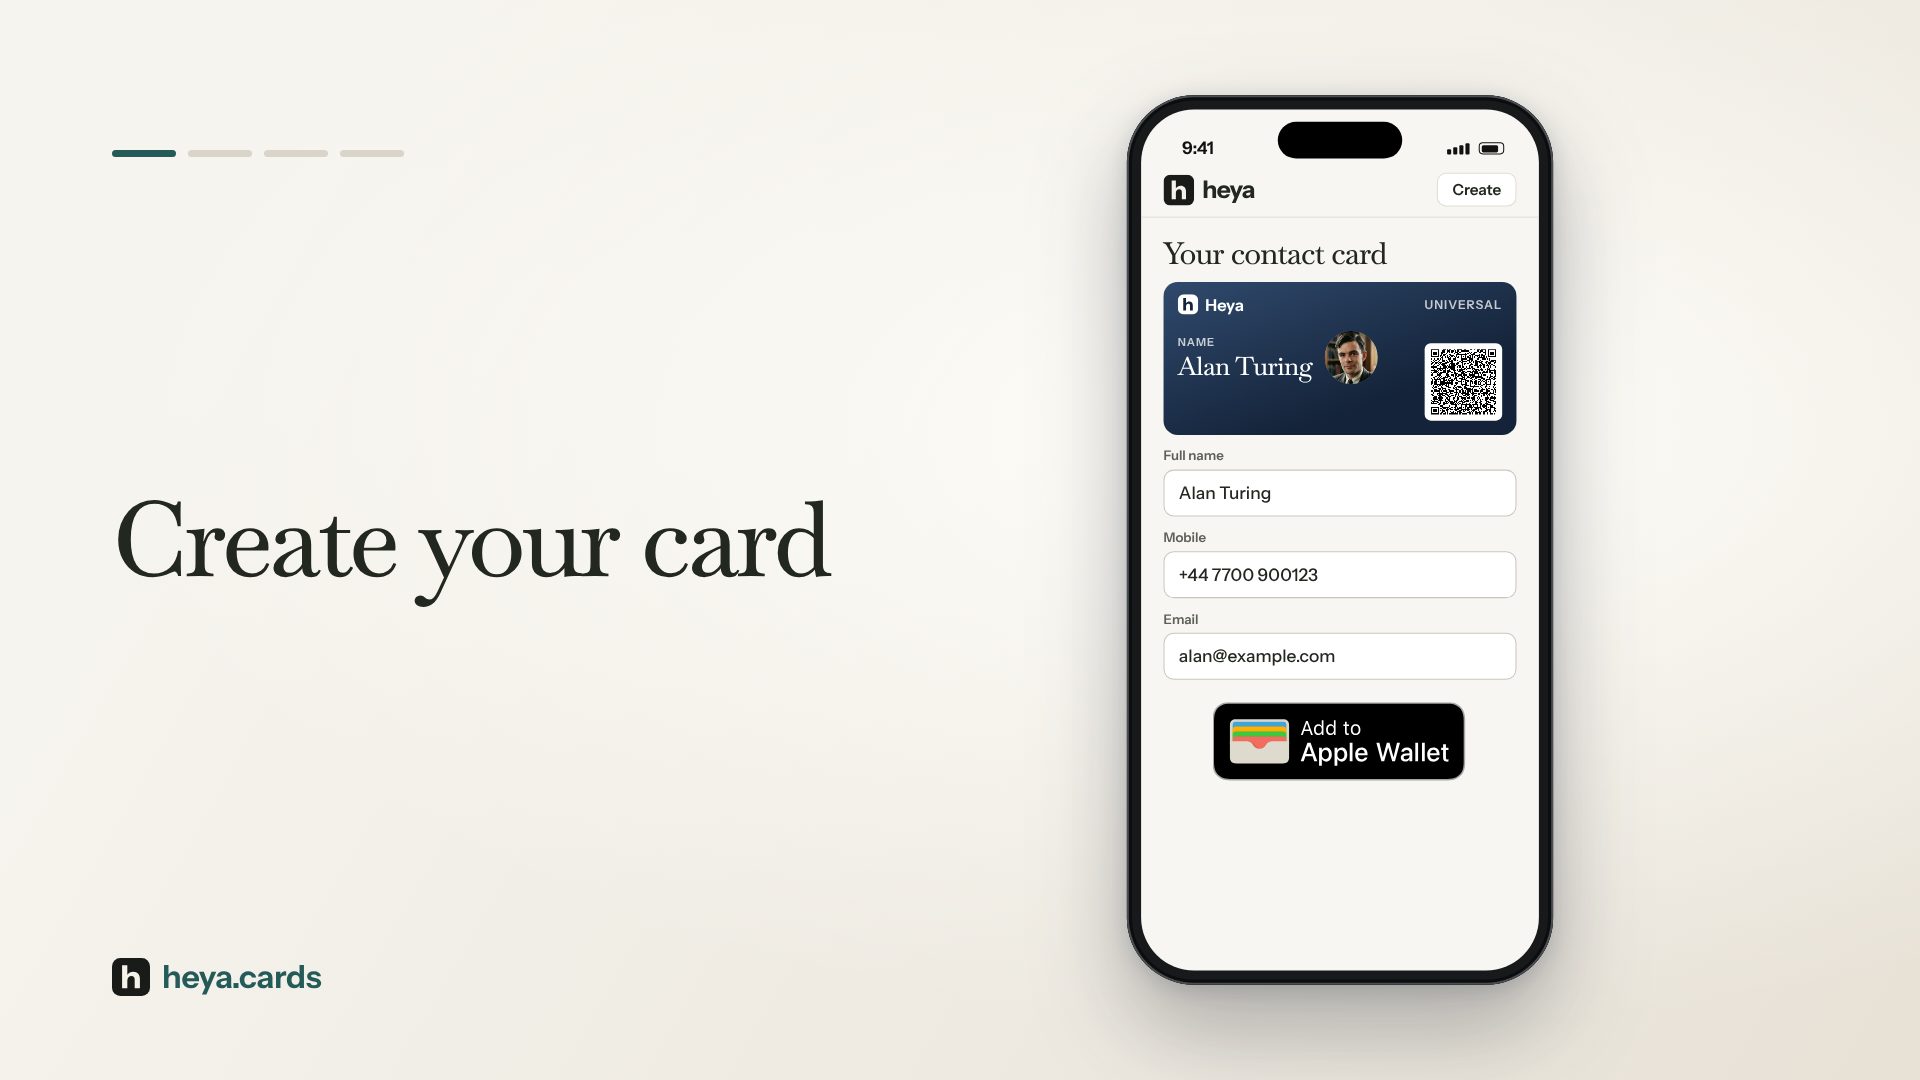 Create your card
h heya.cards
9:41
h heya
Create
Your contact card
h Heya
UNIVERSAL
NAME
Alan Turing
Full name
Alan Turing
Mobile
+44 7700 900123
Email
alan@example.com
Add to
Apple Wallet